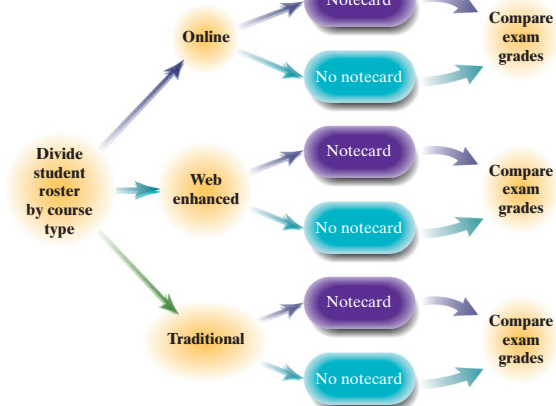 Notecard
Online
Compare
exam
grades
No notecard
Divide
student
roster
by course
type
Web
enhanced
Notecard
Compare
exam
grades
No notecard
Traditional
Notecard
Compare
exam
grades
No notecard